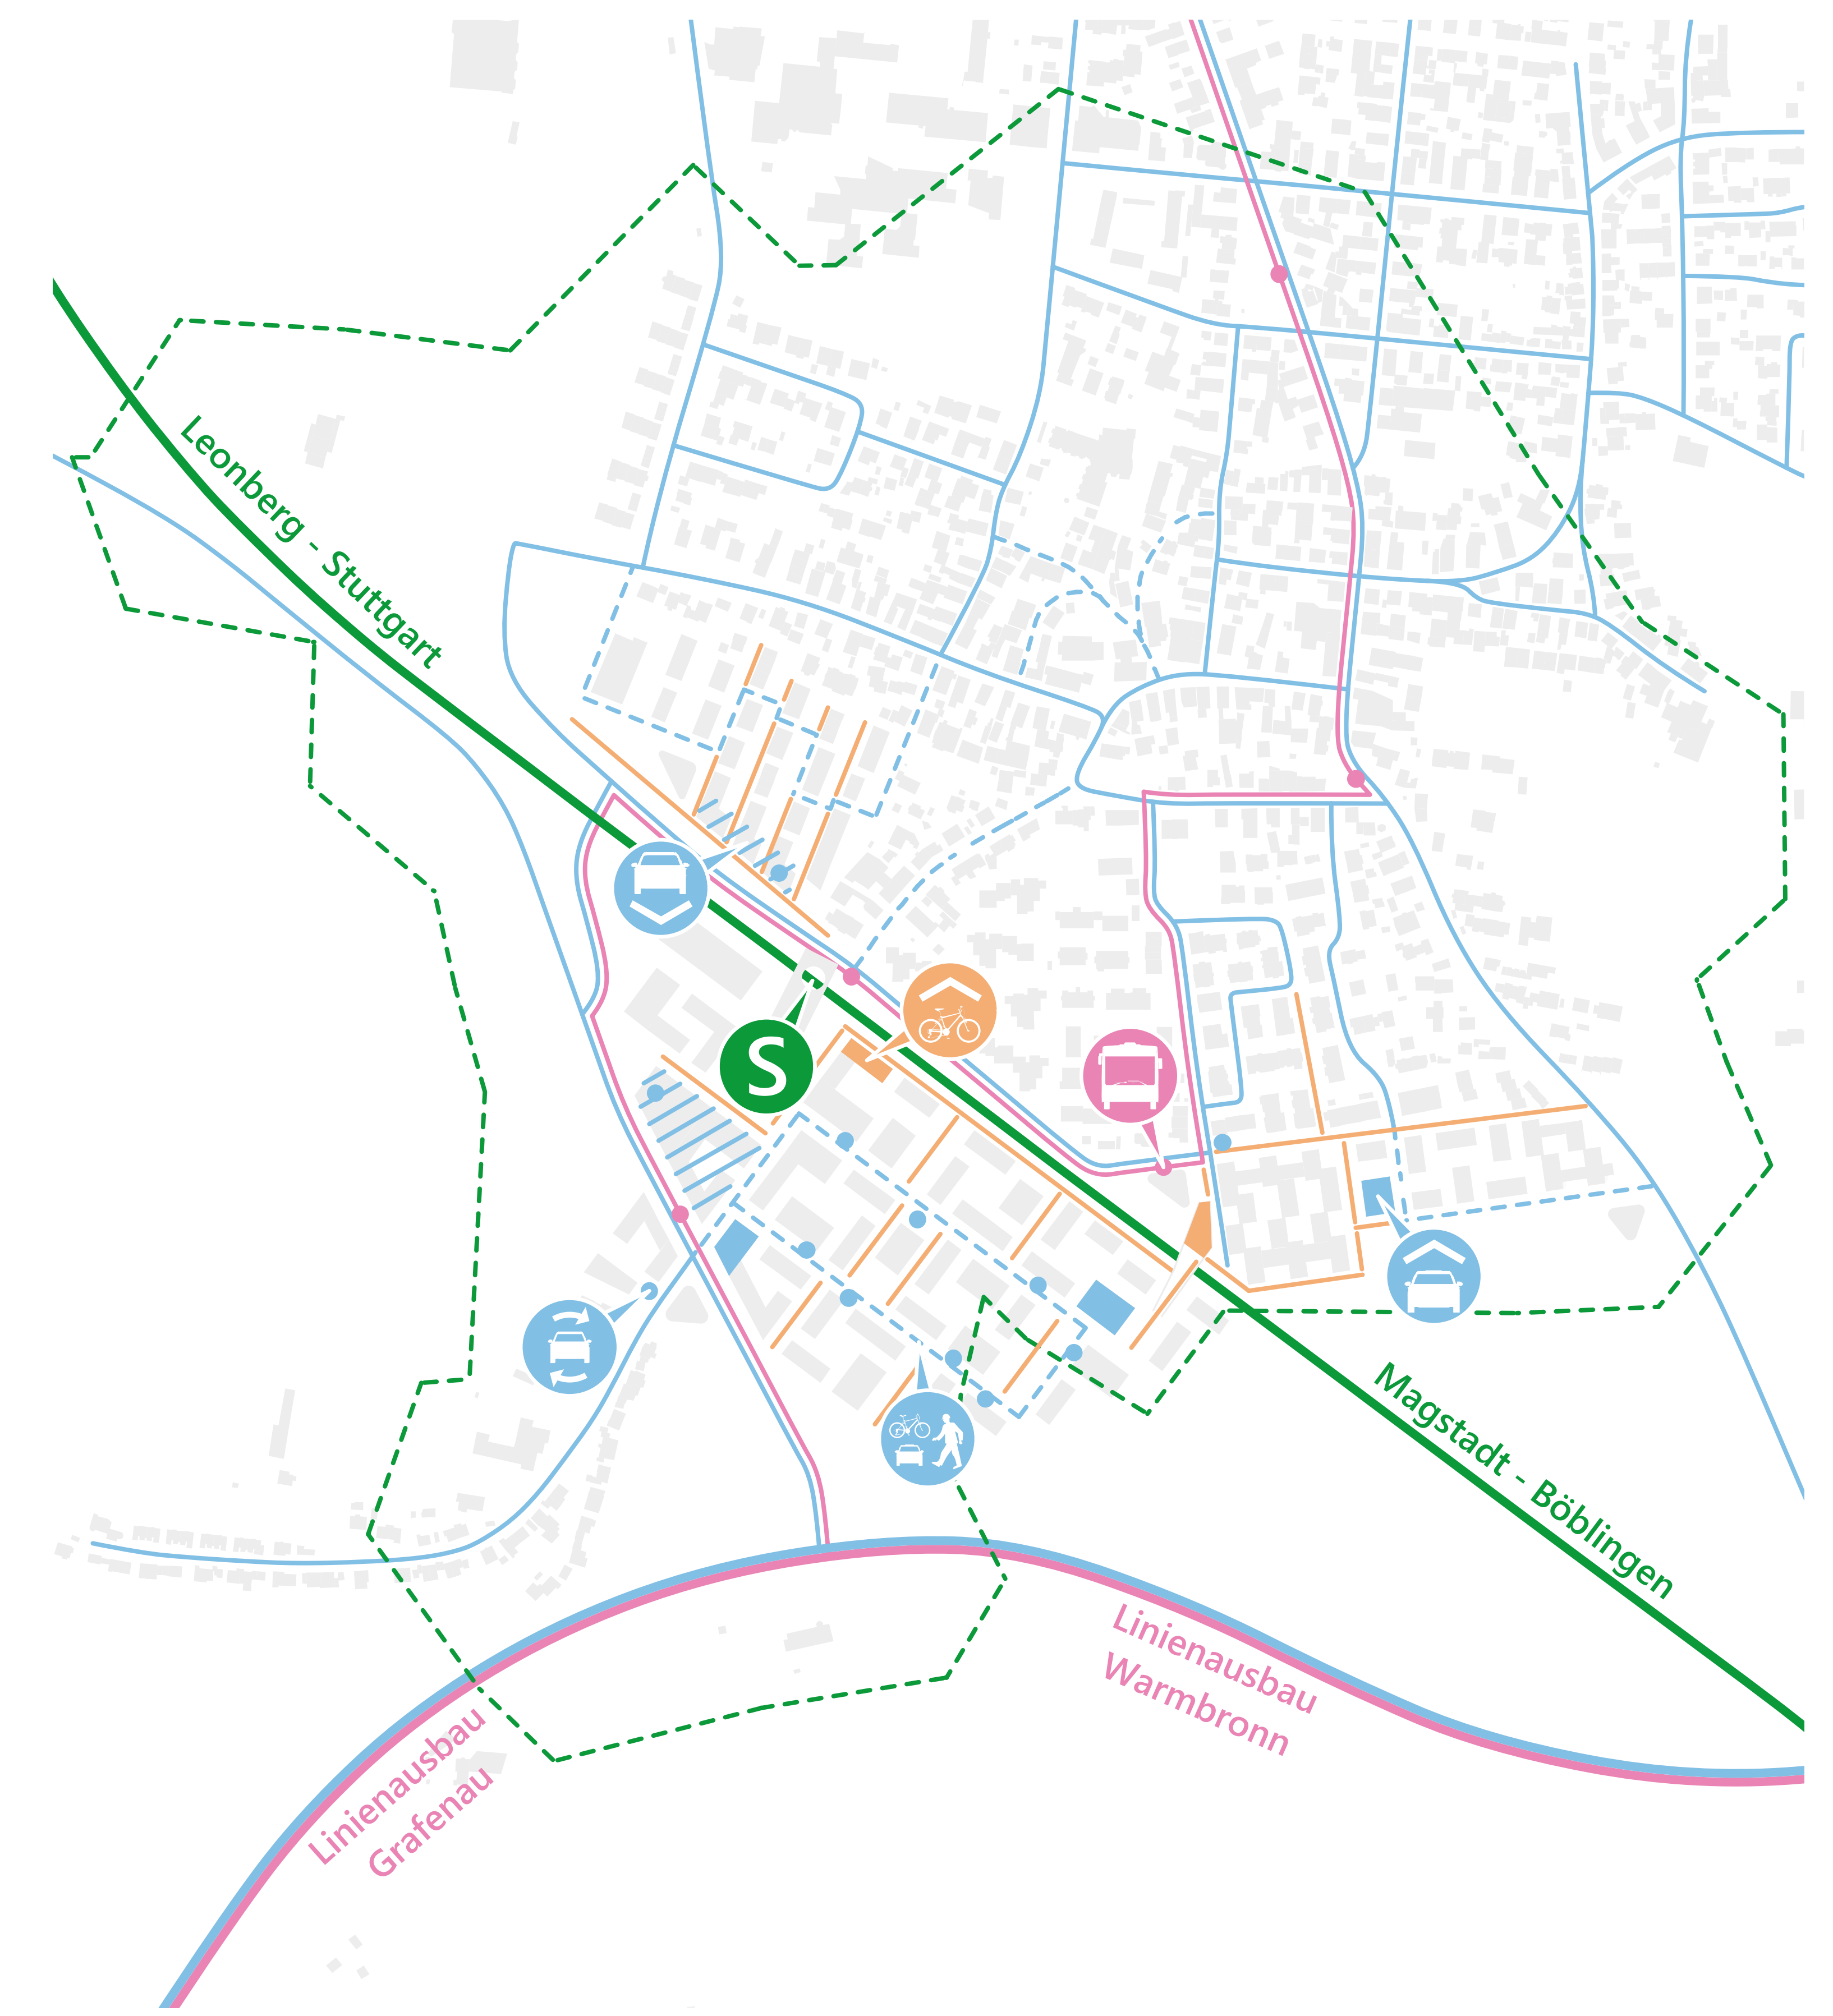 Leonberg - Stuttgart
S
Magstadt - Böblingen
Linienausbau
Warmbronn
Linienausbau
Grafenau